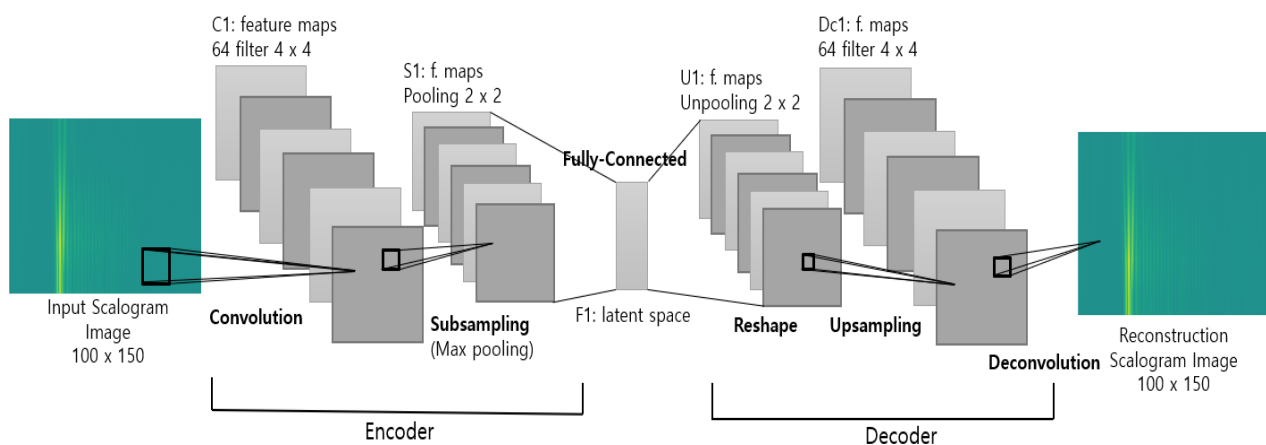 C1: feature maps
64 filter 4 x 4
S1: f. maps
Pooling 2 x 2
Fully-Connected
U1: f. maps
Unpooling 2 x 2
Dc1: f. maps
64 filter 4 x 4
Input Scalogram
Image
100 x 150
Convolution
Subsampling
(Max pooling)
F1: latent space
Reshape
Upsampling
Deconvolution
Reconstruction
Scalogram Image
100 x 150
Encoder
Decoder